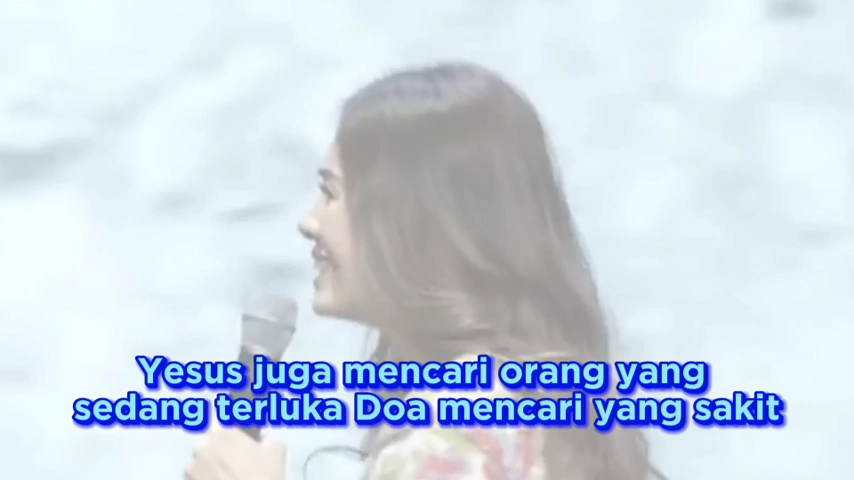 Yesus juga mencari orang yang
sedang terluka Doa mencari yang sakit